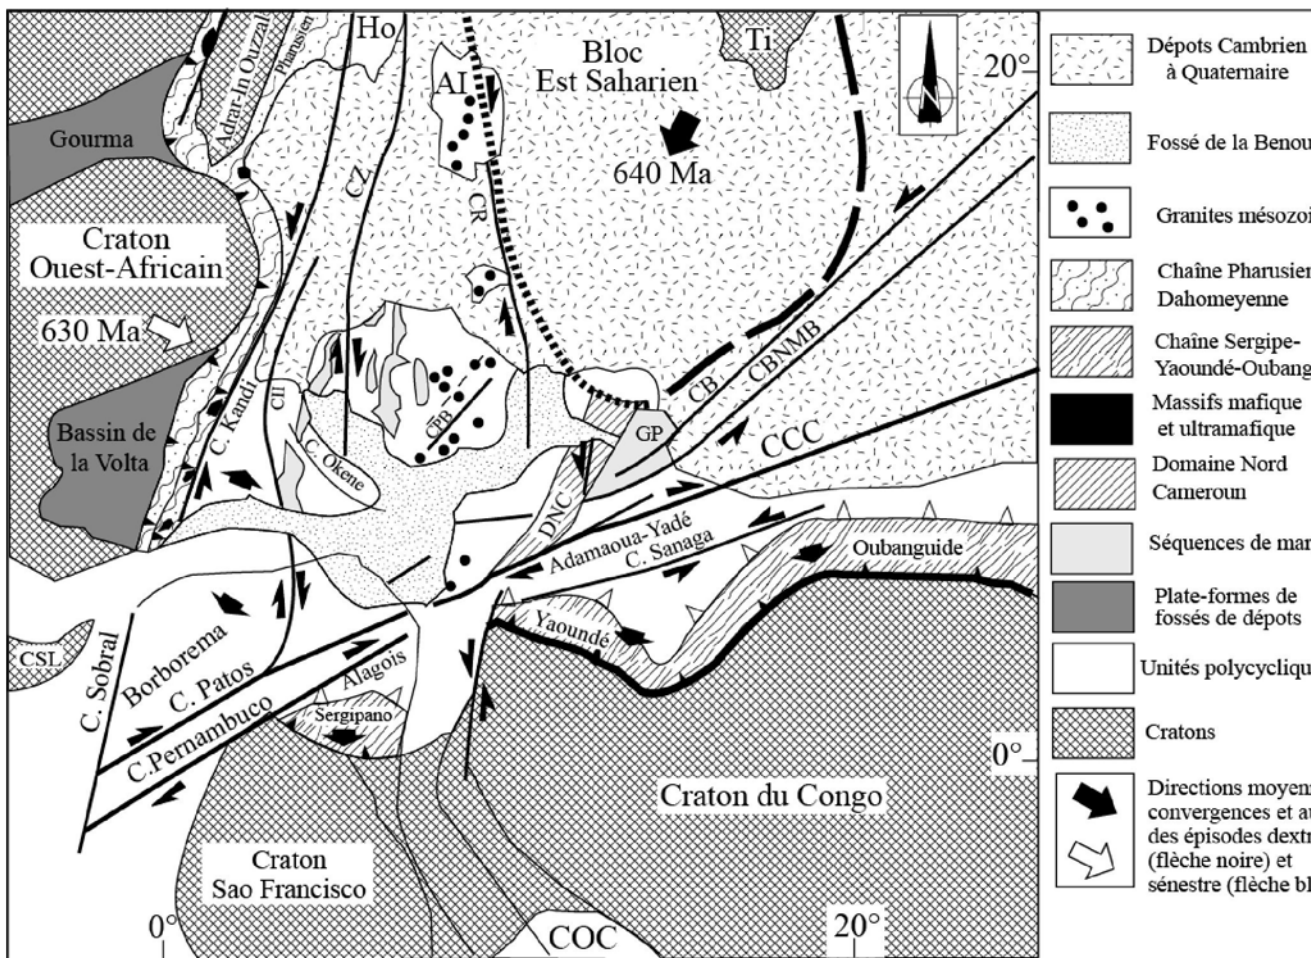 Ho
Ti
Bloc
Est Saharien
AI
Adrar-In Ouzzal
Pharusien
N
20°
Gourma
640 Ma
CZ
CR
Craton
Ouest-Africain
630 Ma
CB
CBNMB
C. Kandi
CII
CPB
GP
CCC
Bassin de
la Volta
C. Okene
DNC
Adamaoua-Yadé
C. Sanaga
Oubanguide
Yaoundé
CSL
C. Sobral
Borborema
C. Patos
C.Pernambuco
Alagois
Sergipano
0°
Craton du Congo
Craton
Sao Francisco
COC
0°
20°
Dépots Cambrien
à Quaternaire
Fossé de la Benou
Granites mésozoï
Chaîne Pharusien
Dahomeyenne
Chaîne Sergipe-
Yaoundé-Oubang
Massifs mafique
et ultramafique
Domaine Nord
Cameroun
Séquences de mar
Plate-formes de
fossés de dépots
Unités polycycliqu
Cratons
Directions moyenn
convergences et au
des épisodes dextr
(flèche noire) et
sénestre (flèche bl